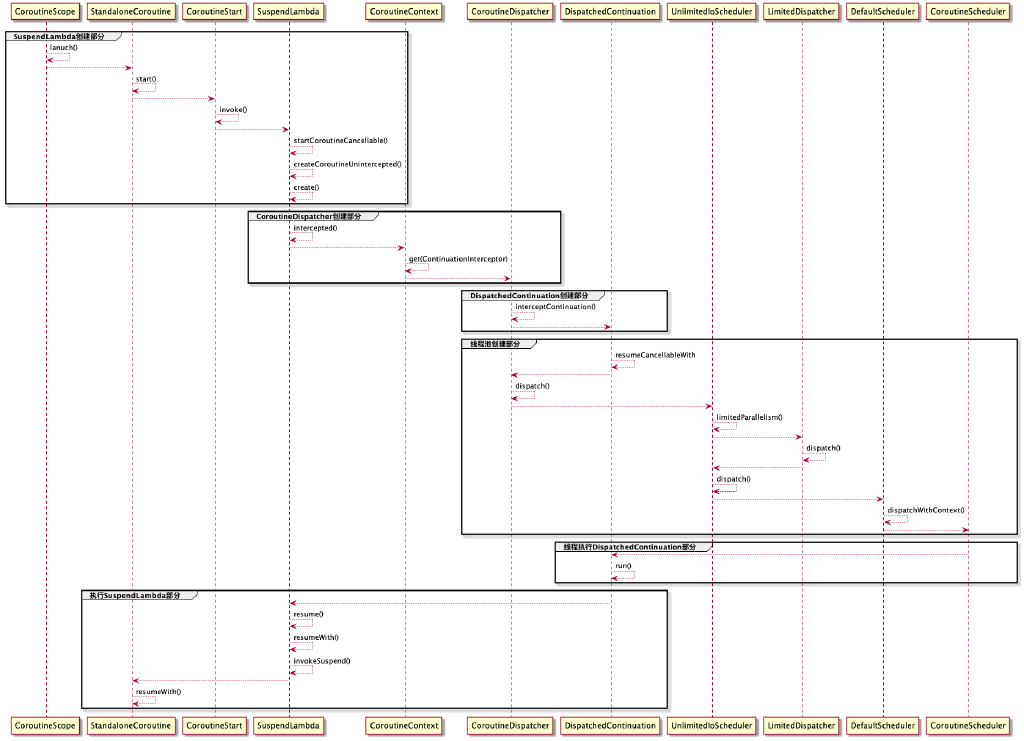 CoroutineScope StandaloneCoroutine CoroutineStart SuspendLambda CoroutineContext CoroutineDispatcher DispatchedContinuation UnlimitedIoScheduler LimitedDispatcher DefaultScheduler CoroutineScheduler
SuspendLambda创建部分
lanuch()
start()
invoke()
startCoroutineCancellable()
createCoroutineUnintercepted()
create()
CoroutineDispatcher创建部分
intercepted()
get(ContinuationInterceptor)
DispatchedContinuation创建部分
interceptContinuation()
线程池创建部分
resumeCancellableWith
dispatch()
limitedParallelism()
dispatch()
dispatch()
dispatchWithContext()
线程执行DispatchedContinuation部分
run()
执行SuspendLambda部分
resume()
resumeWith()
invokeSuspend()
resumeWith()
CoroutineScope StandaloneCoroutine CoroutineStart SuspendLambda CoroutineContext CoroutineDispatcher DispatchedContinuation UnlimitedIoScheduler LimitedDispatcher DefaultScheduler CoroutineScheduler